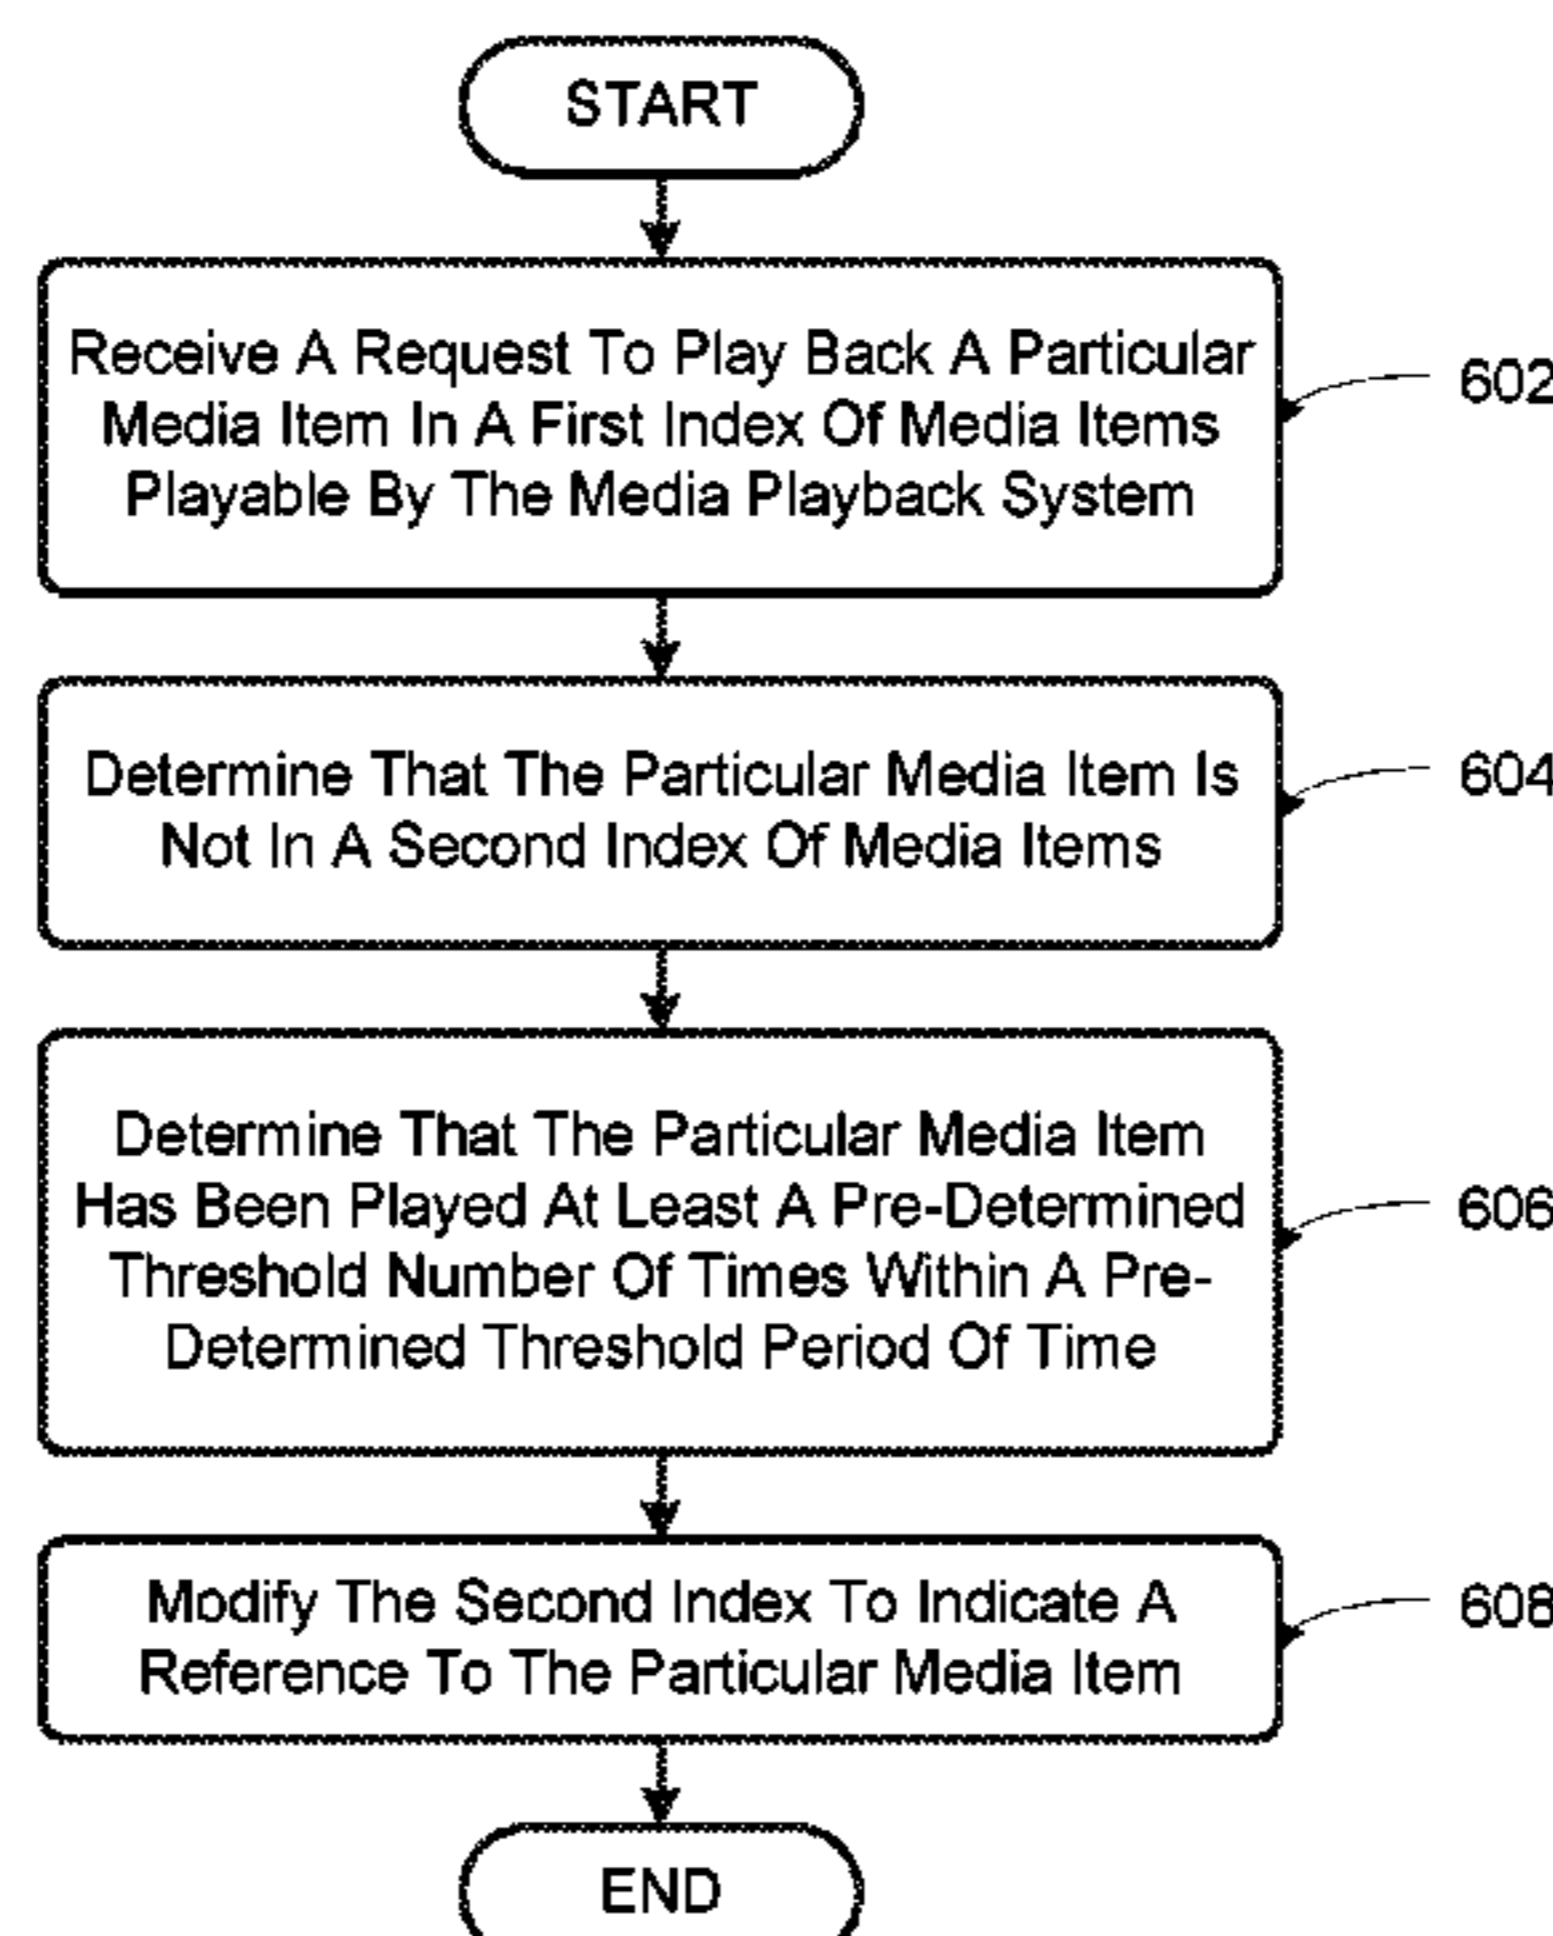 START
Receive A Request To Play Back A Particular
Media Item In A First Index Of Media Items
Playable By The Media Playback System
602
Determine That The Particular Media Item Is
Not In A Second Index Of Media Items
604
Determine That The Particular Media Item
Has Been Played At Least A Pre-Determined
Threshold Number Of Times Within A Pre-
Determined Threshold Period Of Time
606
Modify The Second Index To Indicate A
Reference To The Particular Media Item
608
END